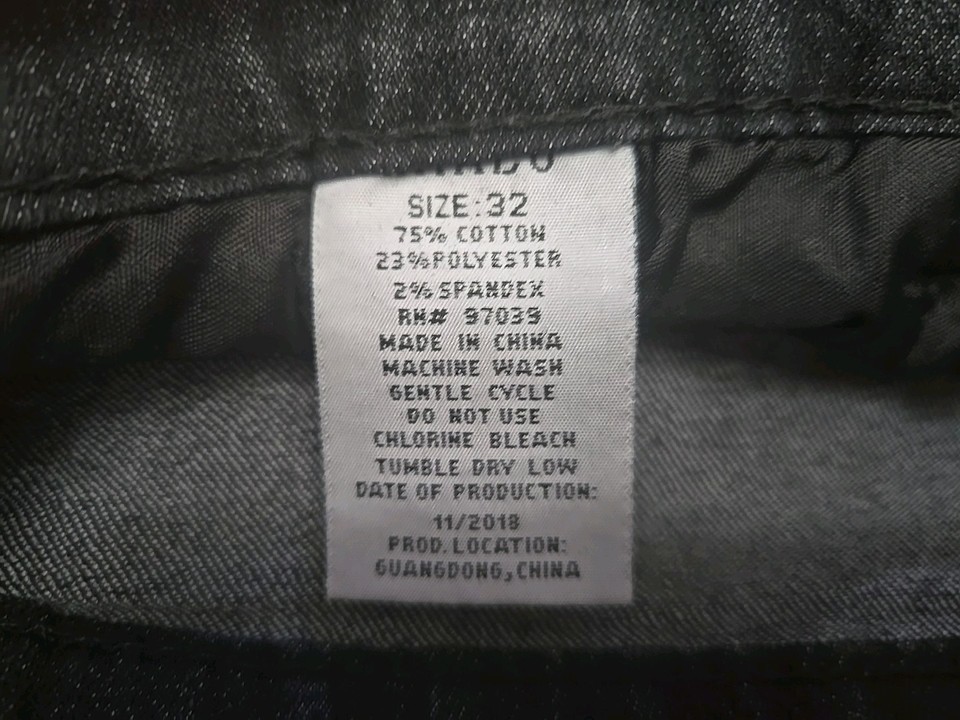 SIZE:32
75% COTTON
23%POLYESTER
2%SPANDEX
RN# 97039
MADE IN CHINA
MACHINE WASH
GENTLE CYCLE
DO NOT USE
CHLORINE BLEACH
TUMBLE DRY LOW
DATE OF PRODUCTION:
11/2018
PROD.LOCATION:
GUANGDONG,CHINA